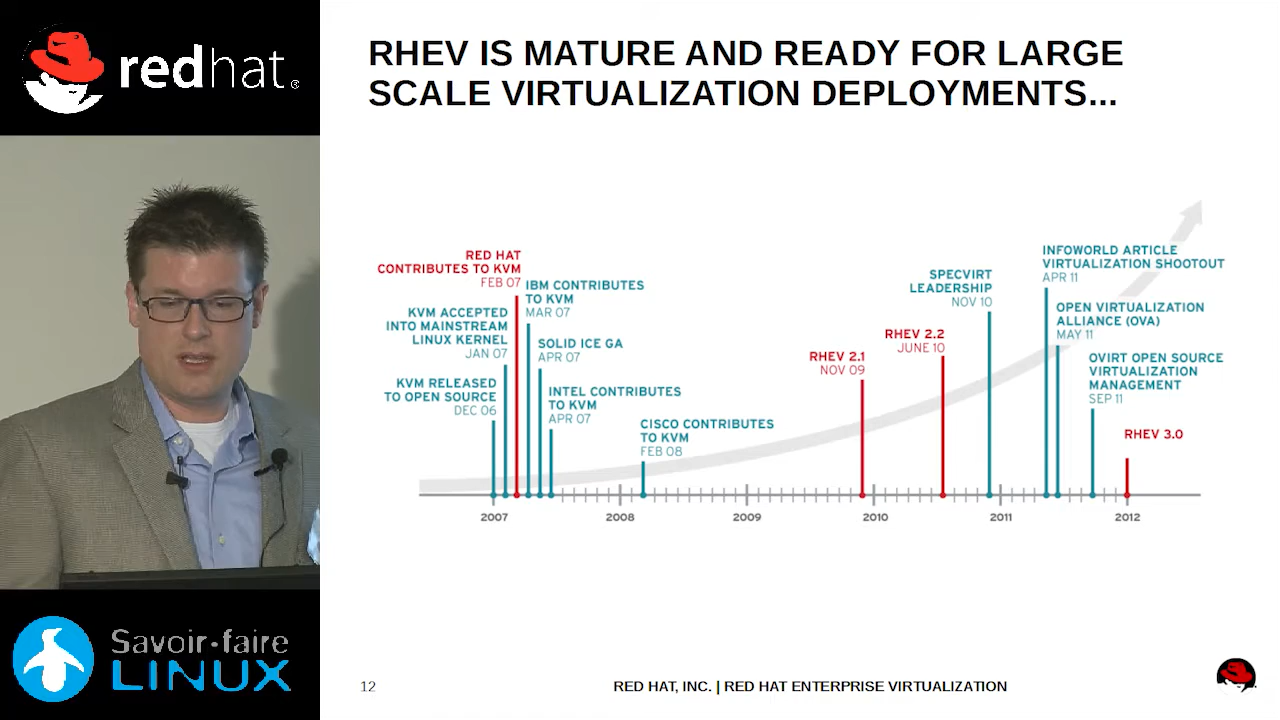 redhat®
RHEV IS MATURE AND READY FOR LARGE
SCALE VIRTUALIZATION DEPLOYMENTS...
KVM RELEASED
TO OPEN SOURCE
DEC 06
KVM ACCEPTED
INTO MAINSTREAM
LINUX KERNEL
JAN 07
RED HAT
CONTRIBUTES TO KVM
FEB 07
IBM CONTRIBUTES
TO KVM
MAR 07
SOLID ICE GA
APR 07
INTEL CONTRIBUTES
TO KVM
APR 07
CISCO CONTRIBUTES
TO KVM
FEB 08
RHEV 2.1
NOV 09
RHEV 2.2
JUNE 10
SPECVIRT
LEADERSHIP
NOV 10
INFOWORLD ARTICLE
VIRTUALIZATION SHOOTOUT
APR 11
OPEN VIRTUALIZATION
ALLIANCE (OVA)
MAY 11
OVIRT OPEN SOURCE
VIRTUALIZATION
MANAGEMENT
SEP 11
RHEV 3.0
2007 2008 2009 2010 2011 2012
Savoir-faire
LINUX
12
RED HAT, INC. | RED HAT ENTERPRISE VIRTUALIZATION